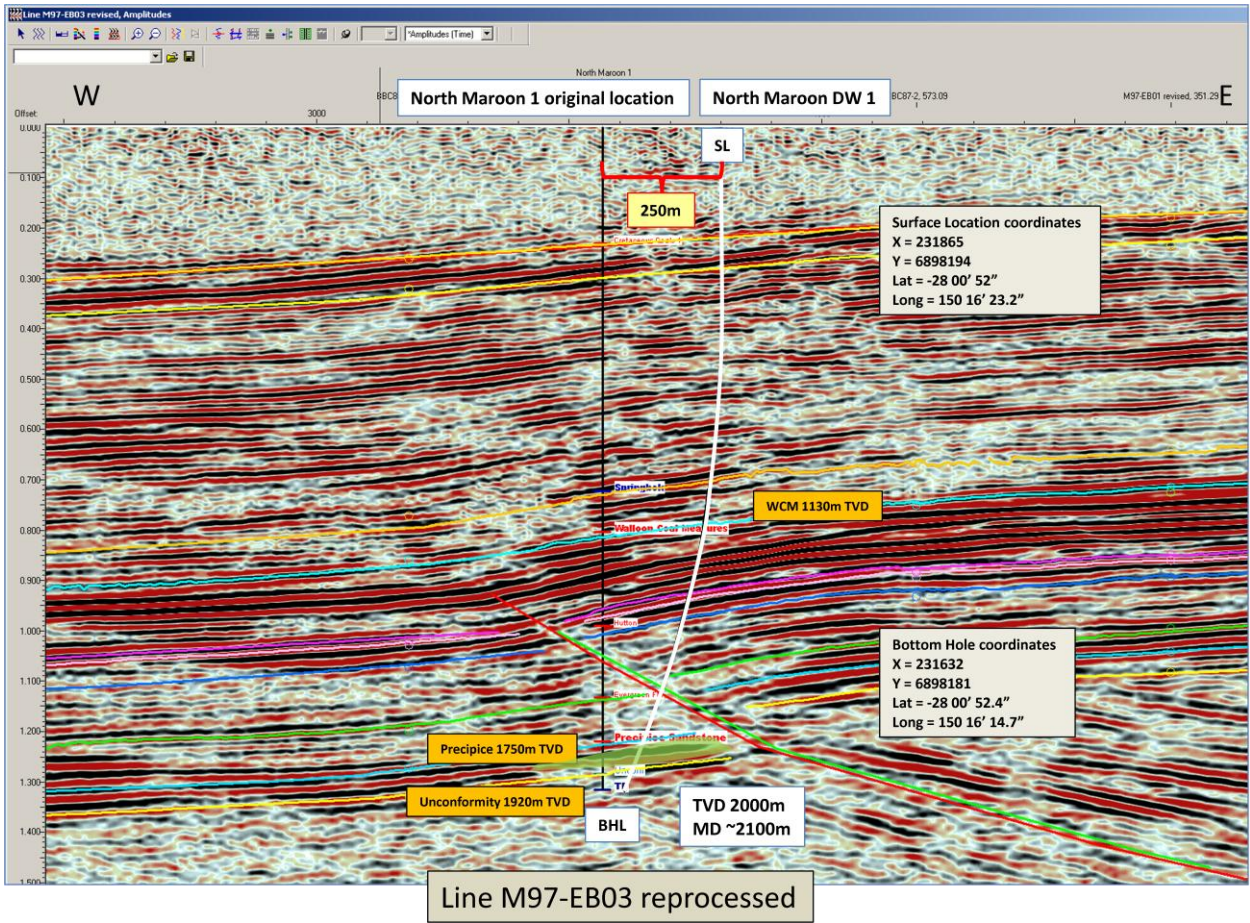 Line M97-EB03 revised, Amplitudes
*Amplitudes (Time)
North Maroon 1
W
North Maroon 1 original location
North Maroon DW 1
BC87-2, 573.09
M97-EB01 revised, 351.29
E
Offset:
3000
0.000
SL
0.100
250m
0.200
Surface Location coordinates
X = 231865
Y = 6898194
Lat = -28 00’ 52”
Long = 150 16’ 23.2”
0.300
0.400
0.500
0.600
0.700
Springbok
WCM 1130m TVD
0.800
Walloon Coal Measures
0.900
1.000
Hutton
Bottom Hole coordinates
X = 231632
Y = 6898181
Lat = -28 00’ 52.4”
Long = 150 16’ 14.7”
1.100
Evergreen
1.200
Precipice Sandstone
Precipice 1750m TVD
1.300
Unconformity 1920m TVD
TVD 2000m
MD ~2100m
BHL
1.400
1.500
Line M97-EB03 reprocessed